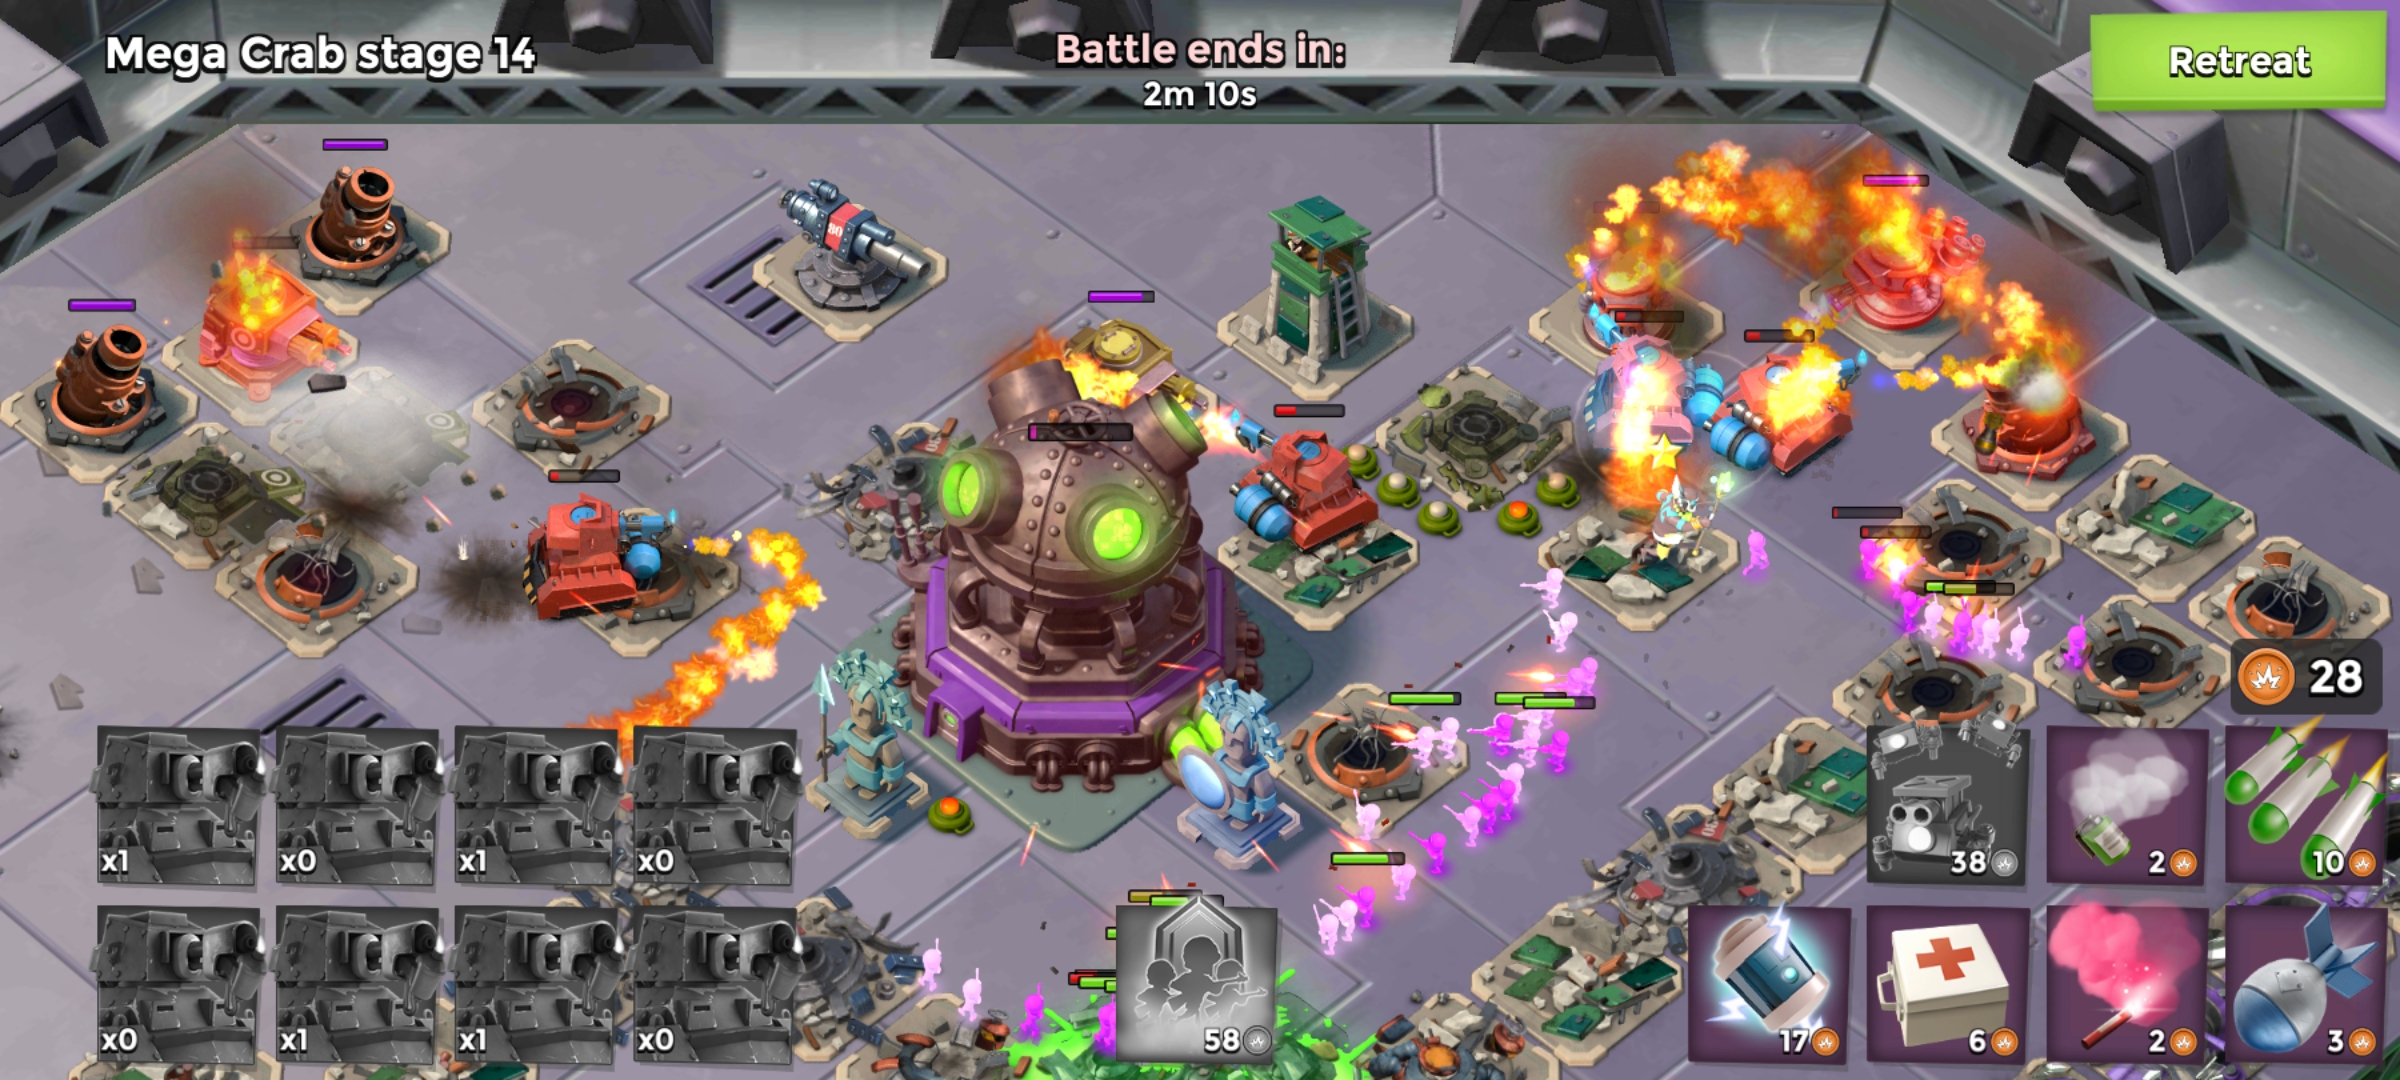 Mega Crab stage 14
Battle ends in:
2m 10s
Retreat
80
28
x1
x0
x1
x0
38
2
10
x0
x1
x1
x0
58
17
6
2
3